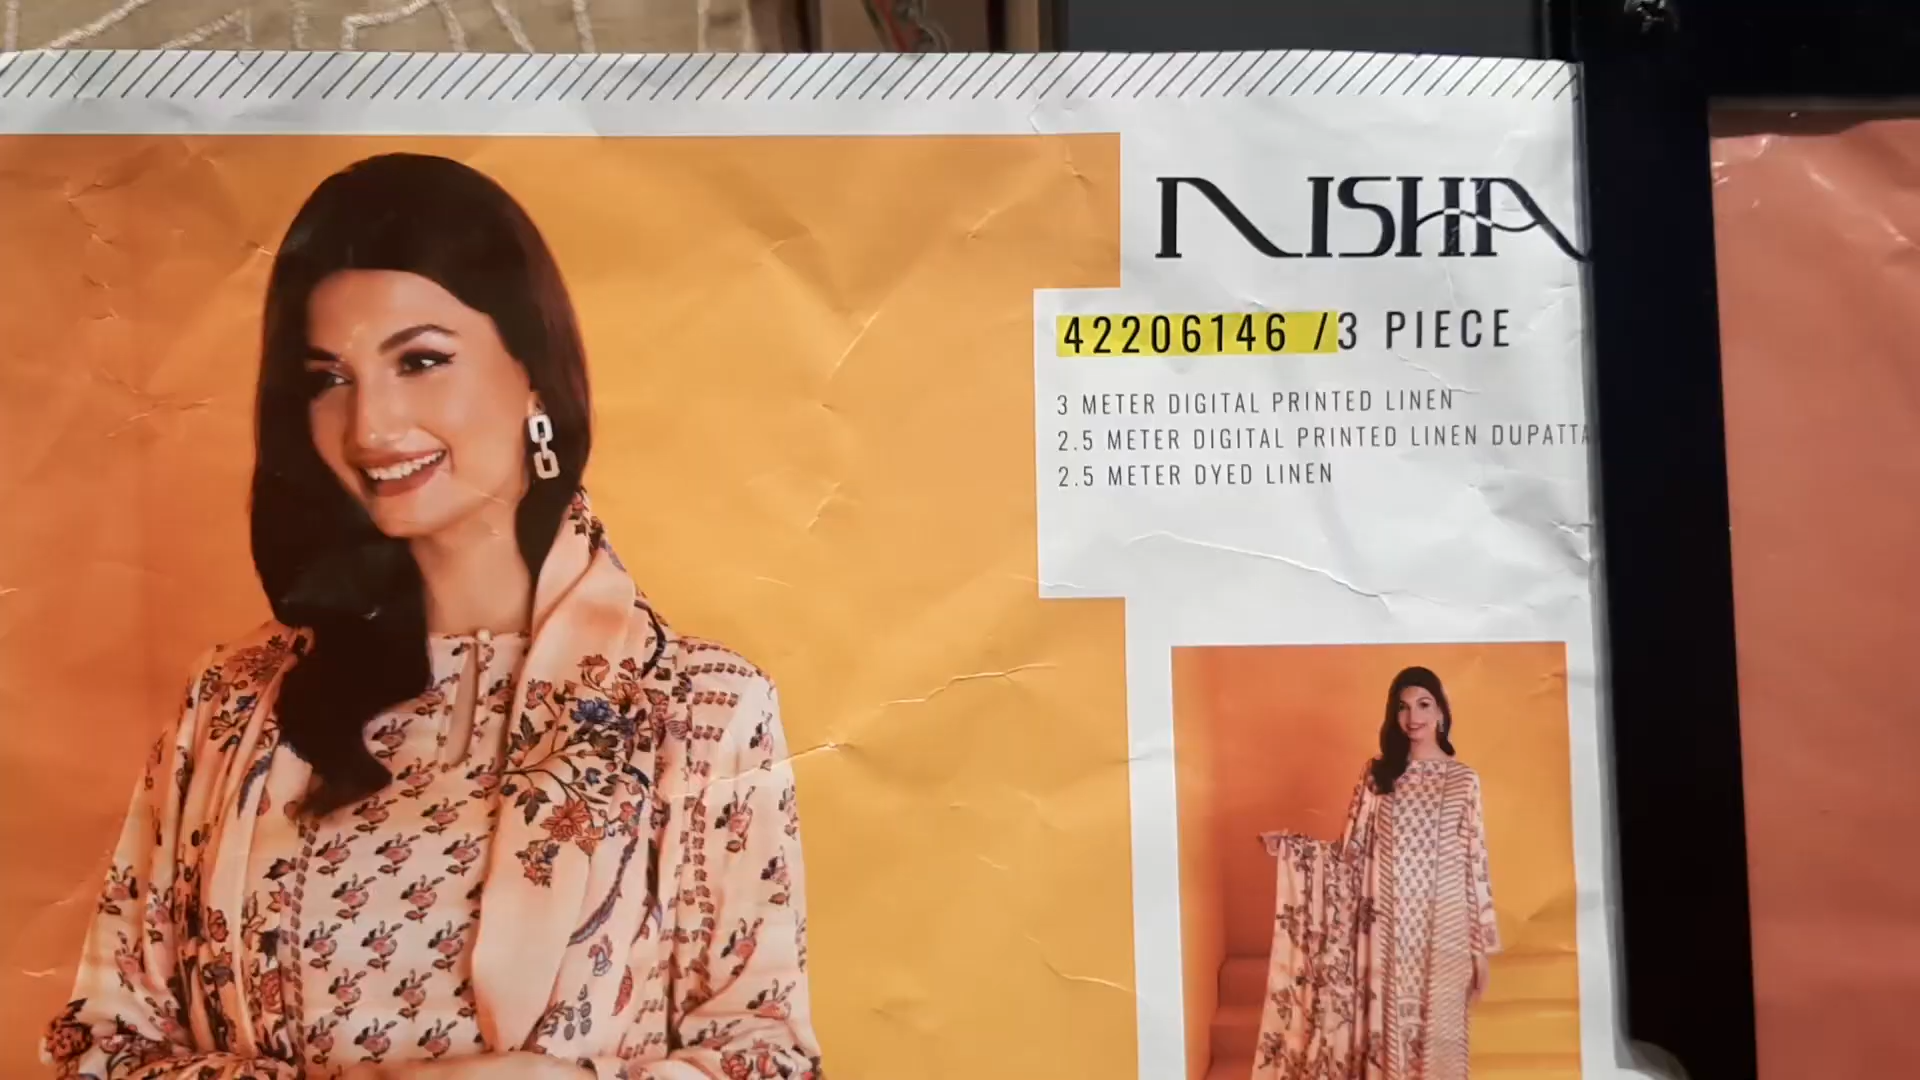 NISHA
42206146 /3 PIECE
3 METER DIGITAL PRINTED LINEN
2.5 METER DIGITAL PRINTED LINEN DUPATTA
2.5 METER DYED LINEN